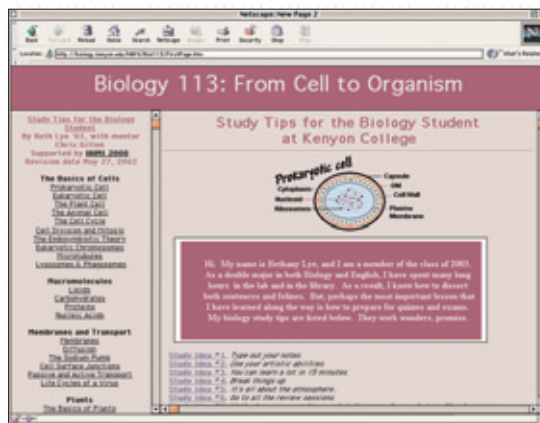 Netscape: New Page 2
Back
Reload
Home
Search
Netscape
Print
Security
Stop
Location:
What's Related
Biology 113: From Cell to Organism
Study Tips for the Biology
Student
By Beth Lye '03, with mentor
Chris Gillen
Supported by HHMI 2000
Revision date May 27, 2002
The Basics of Cells
Prokaryotic Cell
Eukaryotic Cell
The Plant Cell
The Animal Cell
The Cell Cycle
Cell Division and Mitosis
The Endosymbiotic Theory
Eukaryotic Chromosomes
Microtubules
Lysosomes & Phagosomes
Macromolecules
Lipids
Carbohydrates
Proteins
Nucleic Acids
Membranes and Transport
Membranes
Diffusion
The Sodium Pump
Cell Surface Junctions
Passive and Active Transport
Life Cycles of a Virus
Plants
The Basics of Plants
Study Tips for the Biology Student
at Kenyon College
Prokaryotic cell
Cytoplasm
Nucleoid
Ribosomes
Capsule
OM
Cell Wall
Plasma
Membrane
Hi. My name is Bethany Lye, and I am a member of the class of 2003.
As a double major in both Biology and English, I have spent many long
hours in the lab and in the library. As a result, I know how to dissect
both sentences and felines. But, perhaps the most important lesson that
I have learned along the way is how to prepare for quizzes and exams.
My biology study tips are listed below. They work wonders, promise.
Study Idea #1. Type out your notes
Study Idea #2. Use your artistic abilities
Study Idea #3. You can learn a lot in 15 minutes
Study Idea #4. Break things up
Study Idea #5. It's all about the atmosphere.
Study Idea #6. Go to all the review sessions